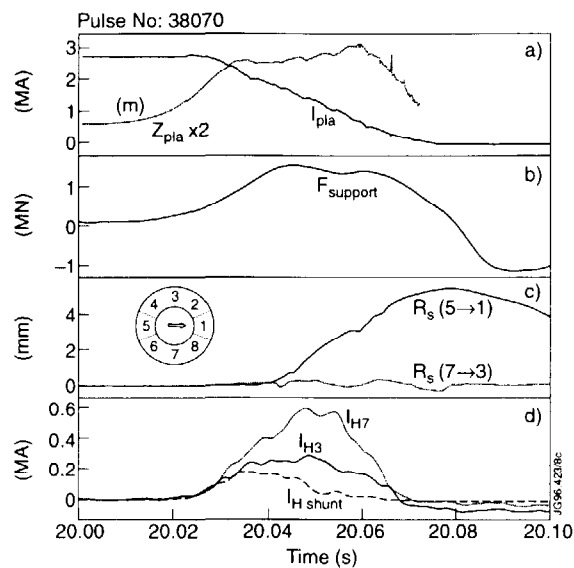 Pulse No: 38070
a)
(MA)
3
2
1
0
(m)
Z_pla x2
I_pla
b)
(MN)
1
0
−1
F_support
c)
(mm)
4
2
0
3
4 2
5 ⇒ 1
6 8
7
R_s (5→1)
R_s (7→3)
d)
(MA)
0.6
0.4
0.2
0
I_H7
I_H3
I_H shunt
20.00 20.02 20.04 20.06 20.08 20.10
Time (s)
JG96.423/8c